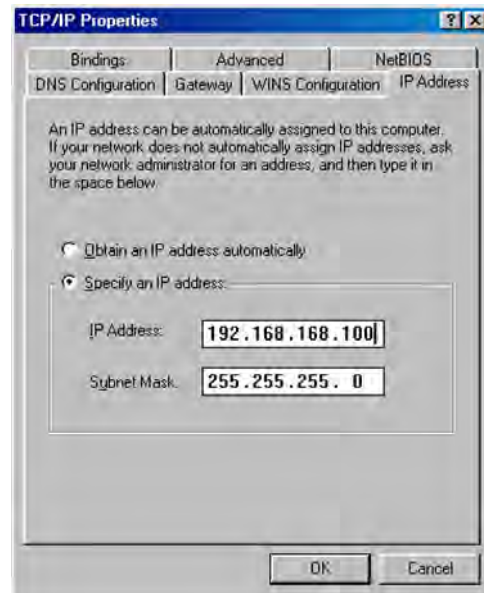 TCP/IP Properties
Bindings Advanced NetBIOS
DNS Configuration Gateway WINS Configuration IP Address
An IP address can be automatically assigned to this computer.
If your network does not automatically assign IP addresses, ask
your network administrator for an address, and then type it in
the space below.
Obtain an IP address automatically
Specify an IP address:
IP Address: 192.168.168.100
Subnet Mask: 255.255.255. 0
OK Cancel